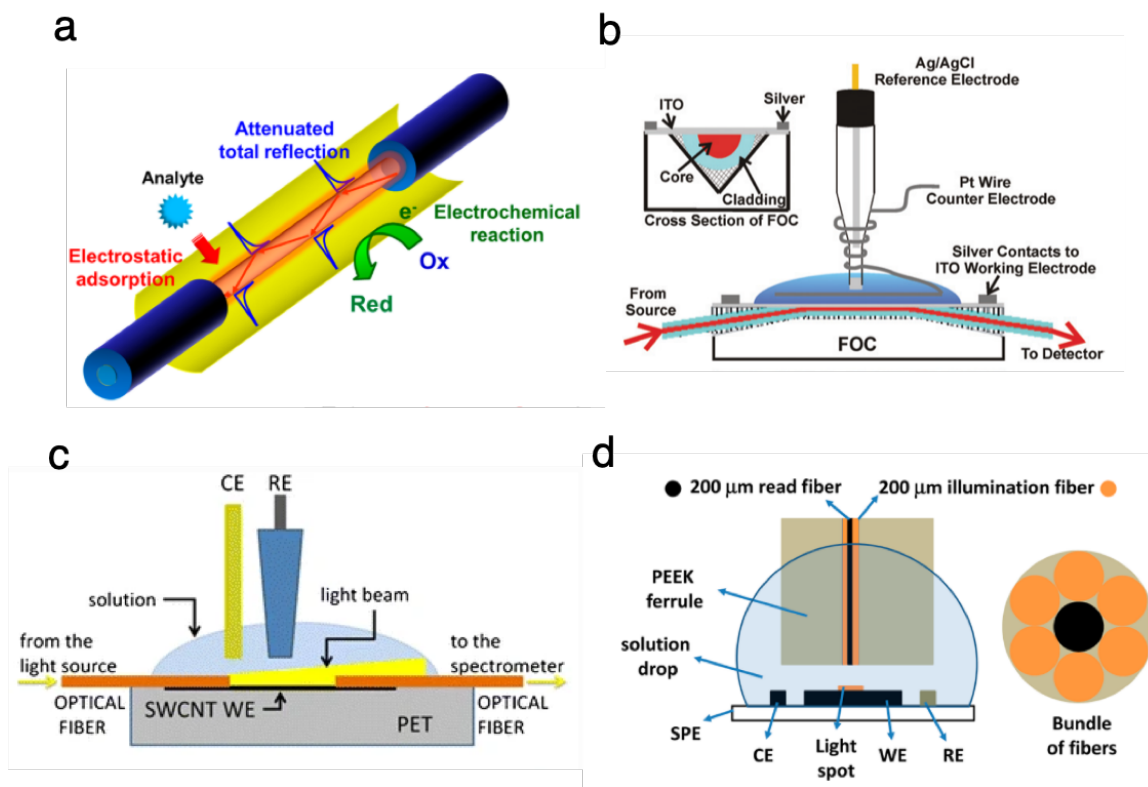 a
Attenuated
total reflection
Analyte
Electrostatic
adsorption
e-
Electrochemical
reaction
Ox
Red
b
Ag/AgCl
Reference Electrode
ITO
Silver
Core
Cladding
Cross Section of FOC
Pt Wire
Counter Electrode
Silver Contacts to
ITO Working Electrode
From
Source
FOC
To Detector
c
CE
RE
solution
light beam
from the
light source
to the
spectrometer
OPTICAL
FIBER
SWCNT WE
PET
OPTICAL
FIBER
d
200 µm read fiber
200 µm illumination fiber
PEEK
ferrule
solution
drop
SPE
CE
Light
spot
WE
RE
Bundle
of fibers